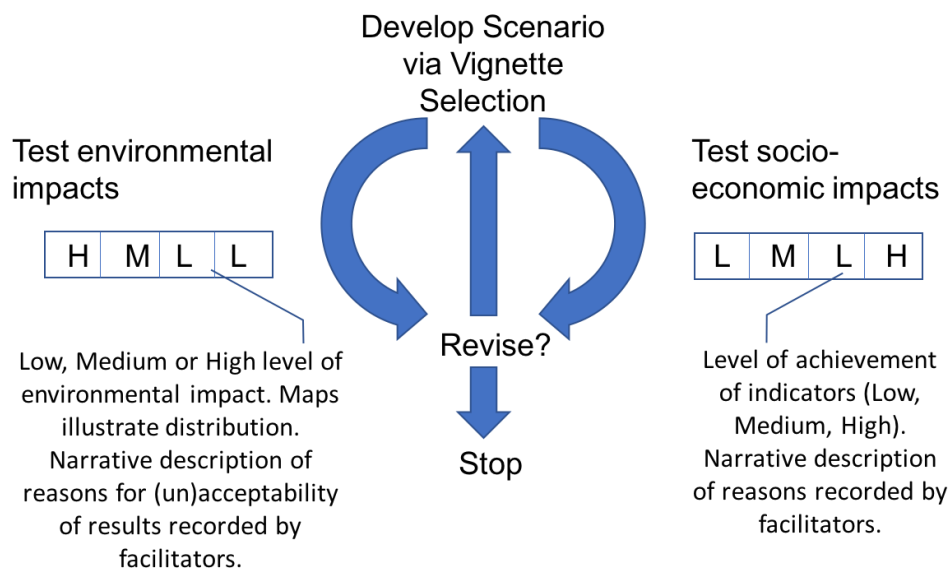 Develop Scenario
via Vignette
Selection
Test environmental
impacts
H M L L
Low, Medium or High level of
environmental impact. Maps
illustrate distribution.
Narrative description of
reasons for (un)acceptability
of results recorded by
facilitators.
Revise?
Stop
Test socio-
economic impacts
L M L H
Level of achievement
of indicators (Low,
Medium, High).
Narrative description
of reasons recorded by
facilitators.